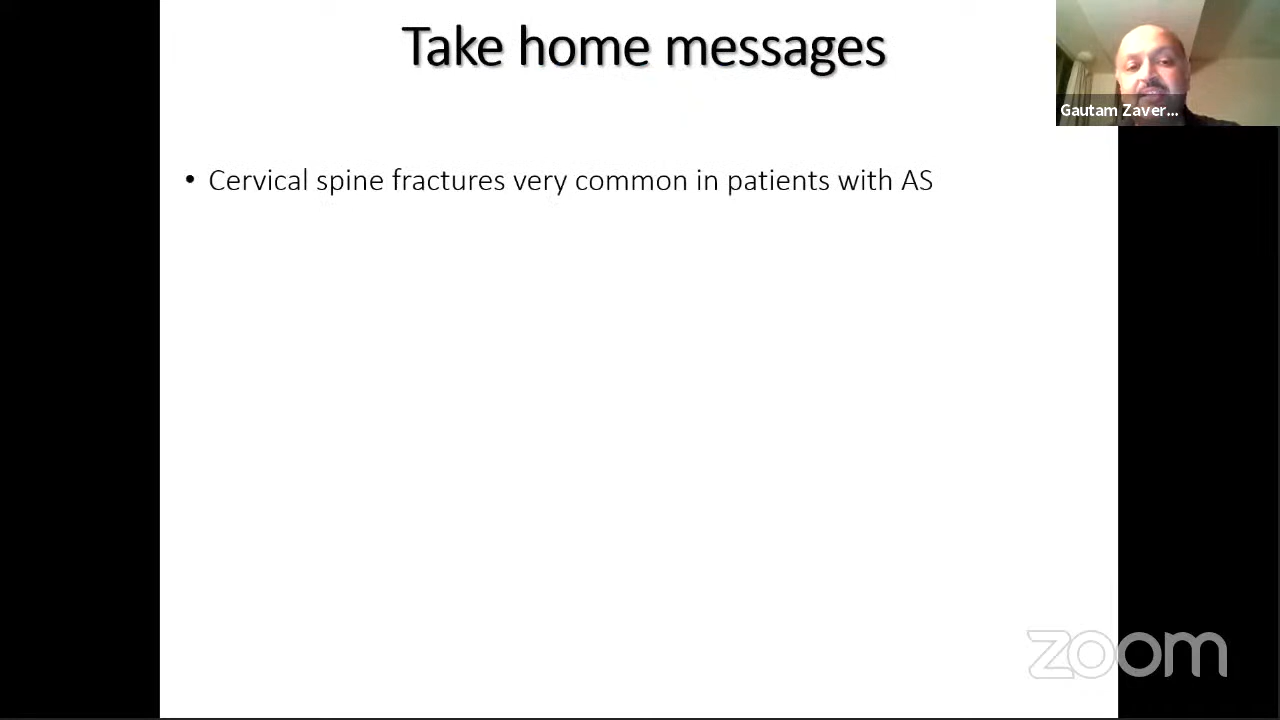 Take home messages
Gautam Zaver...
• Cervical spine fractures very common in patients with AS
zoom